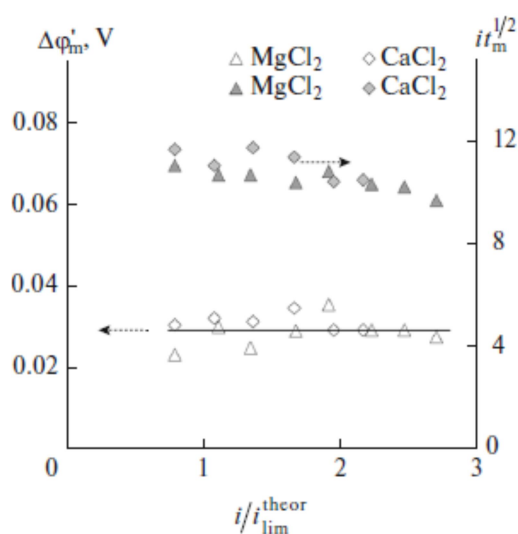 Δφ'ₘ, V
itₘ^1/2
△ MgCl₂ ◇ CaCl₂
▲ MgCl₂ ◆ CaCl₂
0.08
0.06
0.04
0.02
12
8
4
0
0 1 2 3
i/i_lim^theor